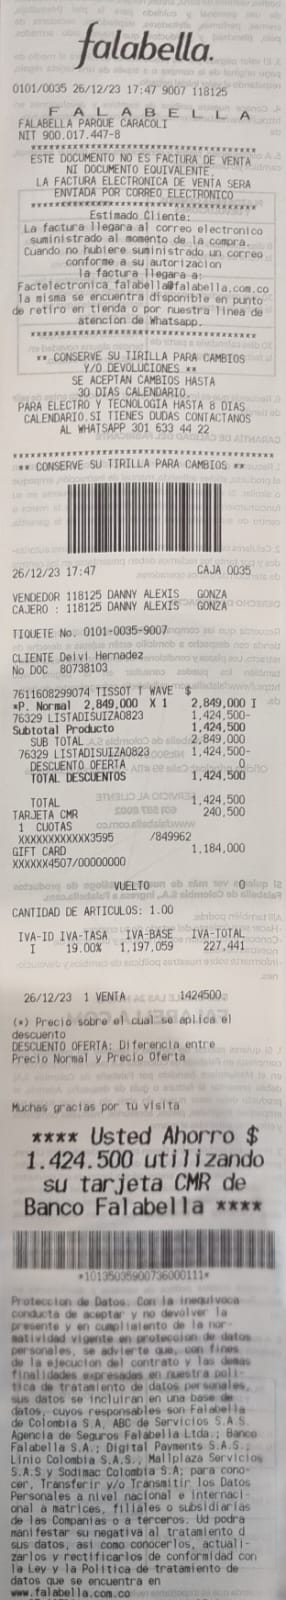 falabella.
0101/0035 26/12/23 17:47 9007 118125
F A L A B E L L A
FALABELLA PARQUE CARACOLI
NIT 900.017.447-8
****************************************
ESTE DOCUMENTO NO ES FACTURA DE VENTA
NI DOCUMENTO EQUIVALENTE.
LA FACTURA ELECTRONICA DE VENTA SERA
ENVIADA POR CORREO ELECTRONICO
****************************************
Estimado Cliente:
La factura llegara al correo electronico
suministrado al momento de la compra.
Cuando no hubiere suministrado un correo
conforme a su autorizacion
la factura llegara a:
Factelectronica_falabella@falabella.com.co
la misma se encuentra disponible en punto
de retiro en tienda o por nuestra linea de
atencion de Whatsapp.
****************************************
** CONSERVE SU TIRILLA PARA CAMBIOS
Y/O DEVOLUCIONES **
SE ACEPTAN CAMBIOS HASTA
30 DIAS CALENDARIO.
PARA ELECTRO Y TECNOLOGIA HASTA 8 DIAS
CALENDARIO.SI TIENES DUDAS CONTACTANOS
AL WHATSAPP 301 633 44 22
****************************************
** CONSERVE SU TIRILLA PARA CAMBIOS **
26/12/23 17:47 CAJA 0035
VENDEDOR 118125 DANNY ALEXIS GONZA
CAJERO : 118125 DANNY ALEXIS GONZA
TIQUETE No. 0101-0035-9007
CLIENTE Deivi Hernadez
No DOC 80738103
7611608299074 TISSOT T WAVE $
*P. Normal 2,849,000 X 1 2,849,000 I
76329 LISTADISUIZA0823 1,424,500-
Subtotal Producto 1,424,500
SUB TOTAL 2,849,000
76329 LISTADISUIZA0823 1,424,500-
DESCUENTO OFERTA 0
TOTAL DESCUENTOS 1,424,500
TOTAL 1,424,500
TARJETA CMR 240,500
1 CUOTAS
XXXXXXXXXXXX3595 /849962
GIFT CARD 1,184,000
XXXXXX4507/00000000
VUELTO 0
CANTIDAD DE ARTICULOS: 1.00
IVA-ID IVA-TASA IVA-BASE IVA-TOTAL
I 19.00% 1,197,059 227,441
26/12/23 1 VENTA 1424500.
(*) Precio sobre el cual se aplica el
descuento
DESCUENTO OFERTA: Diferencia entre
Precio Normal y Precio Oferta
Muchas gracias por tu visita
**** Usted Ahorro $
1.424.500 utilizando
su tarjeta CMR de
Banco Falabella ****
*10135035900736000111*
Proteccion de Datos. Con la inequivoca
conducta de aceptar y no devolver la
presente y en cumplimiento de la nor-
matividad vigente en proteccion de datos
personales, se advierte que, con fines
de la ejecucion del contrato y las demas
finalidades expresadas en nuestra poli-
tica de tratamiento de datos personales,
sus datos se incluiran en una base de
datos, cuyos responsables son Falabella
de Colombia S.A, ABC de Servicios S.A.S.
Agencia de Seguros Falabella Ltda.; Banco
Falabella S.A.; Digital Payments S.A.S.;
Linio Colombia S.A.S., Mallplaza Servicios
S.A.S y Sodimac Colombia S.A; para cono-
cer, Transferir y/o Transmitir los Datos
Personales a nivel nacional e internaci-
onal a matrices, filiales o subsidiarias
de las Companias o a terceros. Ud podra
manifestar su negativa al tratamiento d
sus datos, asi como conocerlos, actuali-
zarlos y rectificarlos de conformidad con
la Ley y la Politica de tratamiento de
datos que se encuentra en
www.falabella.com.co